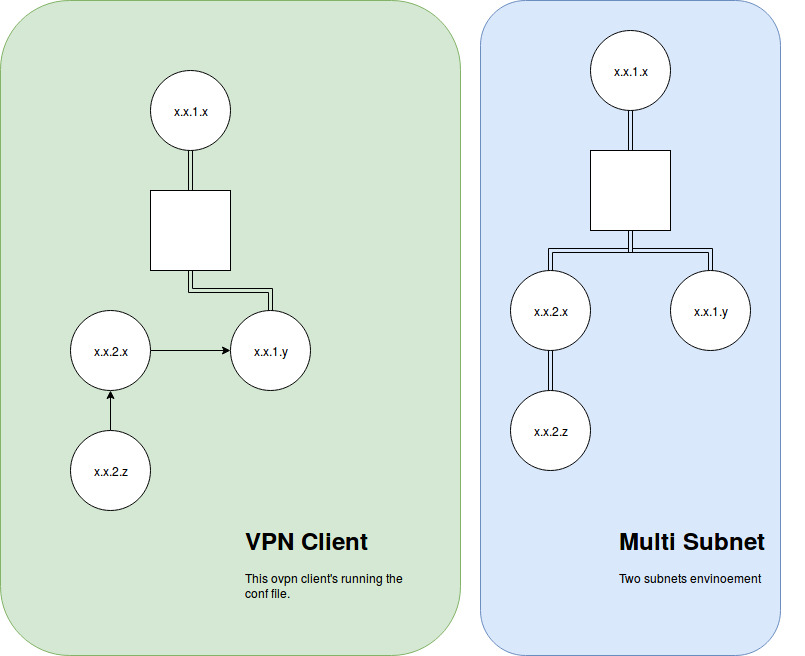 x.x.1.x
x.x.2.x
x.x.1.y
x.x.2.z
VPN Client
This ovpn client's running the
conf file.
x.x.1.x
x.x.2.x
x.x.1.y
x.x.2.z
Multi Subnet
Two subnets envinoement